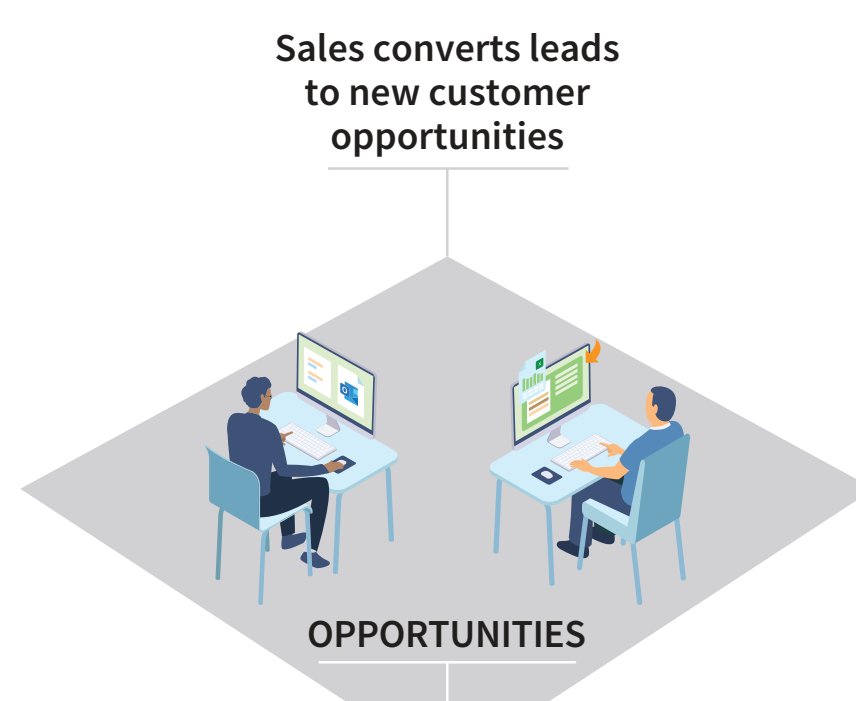 Sales converts leads
to new customer
opportunities
OPPORTUNITIES